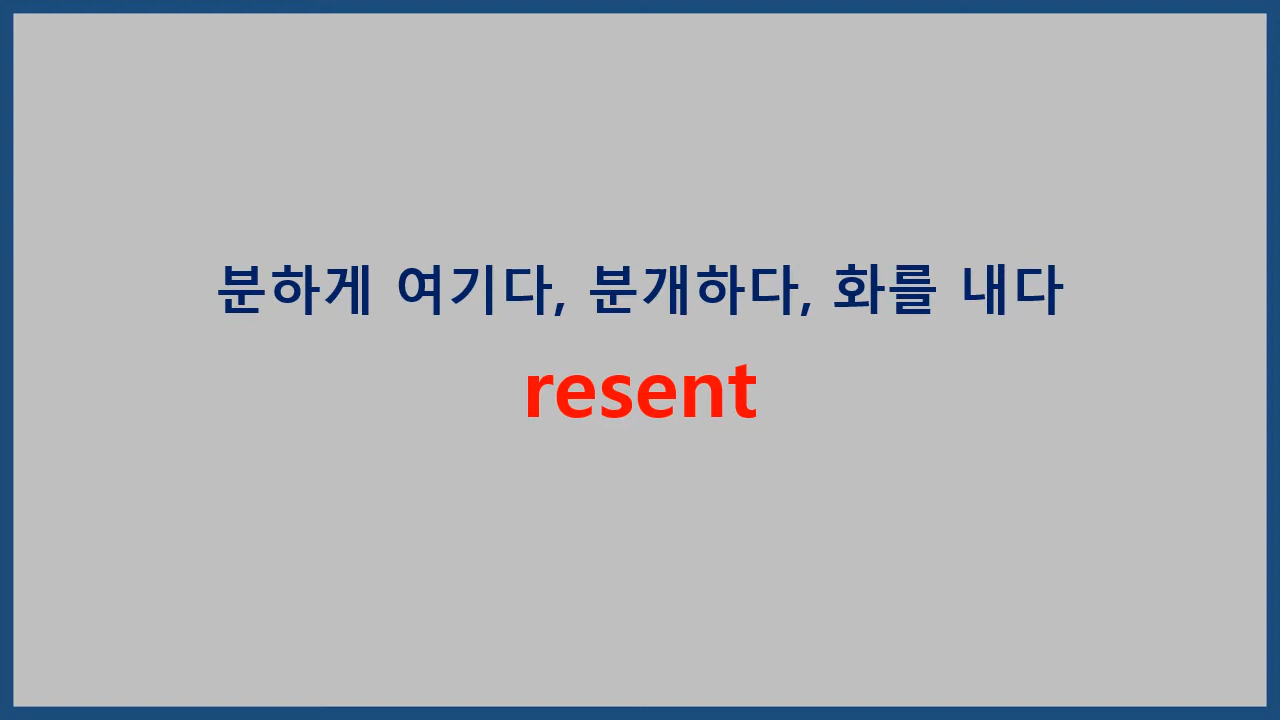 분하게 여기다, 분개하다, 화를 내다
resent